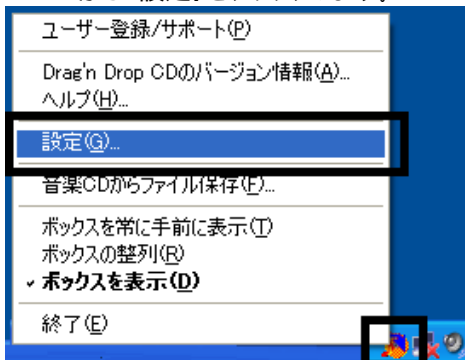 ユーザー登録/サポート(P)
Drag'n Drop CDのバージョン情報(A)...
ヘルプ(H)...
設定(G)...
音楽CDからファイル保存(F)...
ボックスを常に手前に表示(T)
ボックスの整列(R)
ボックスを表示(D)
終了(E)